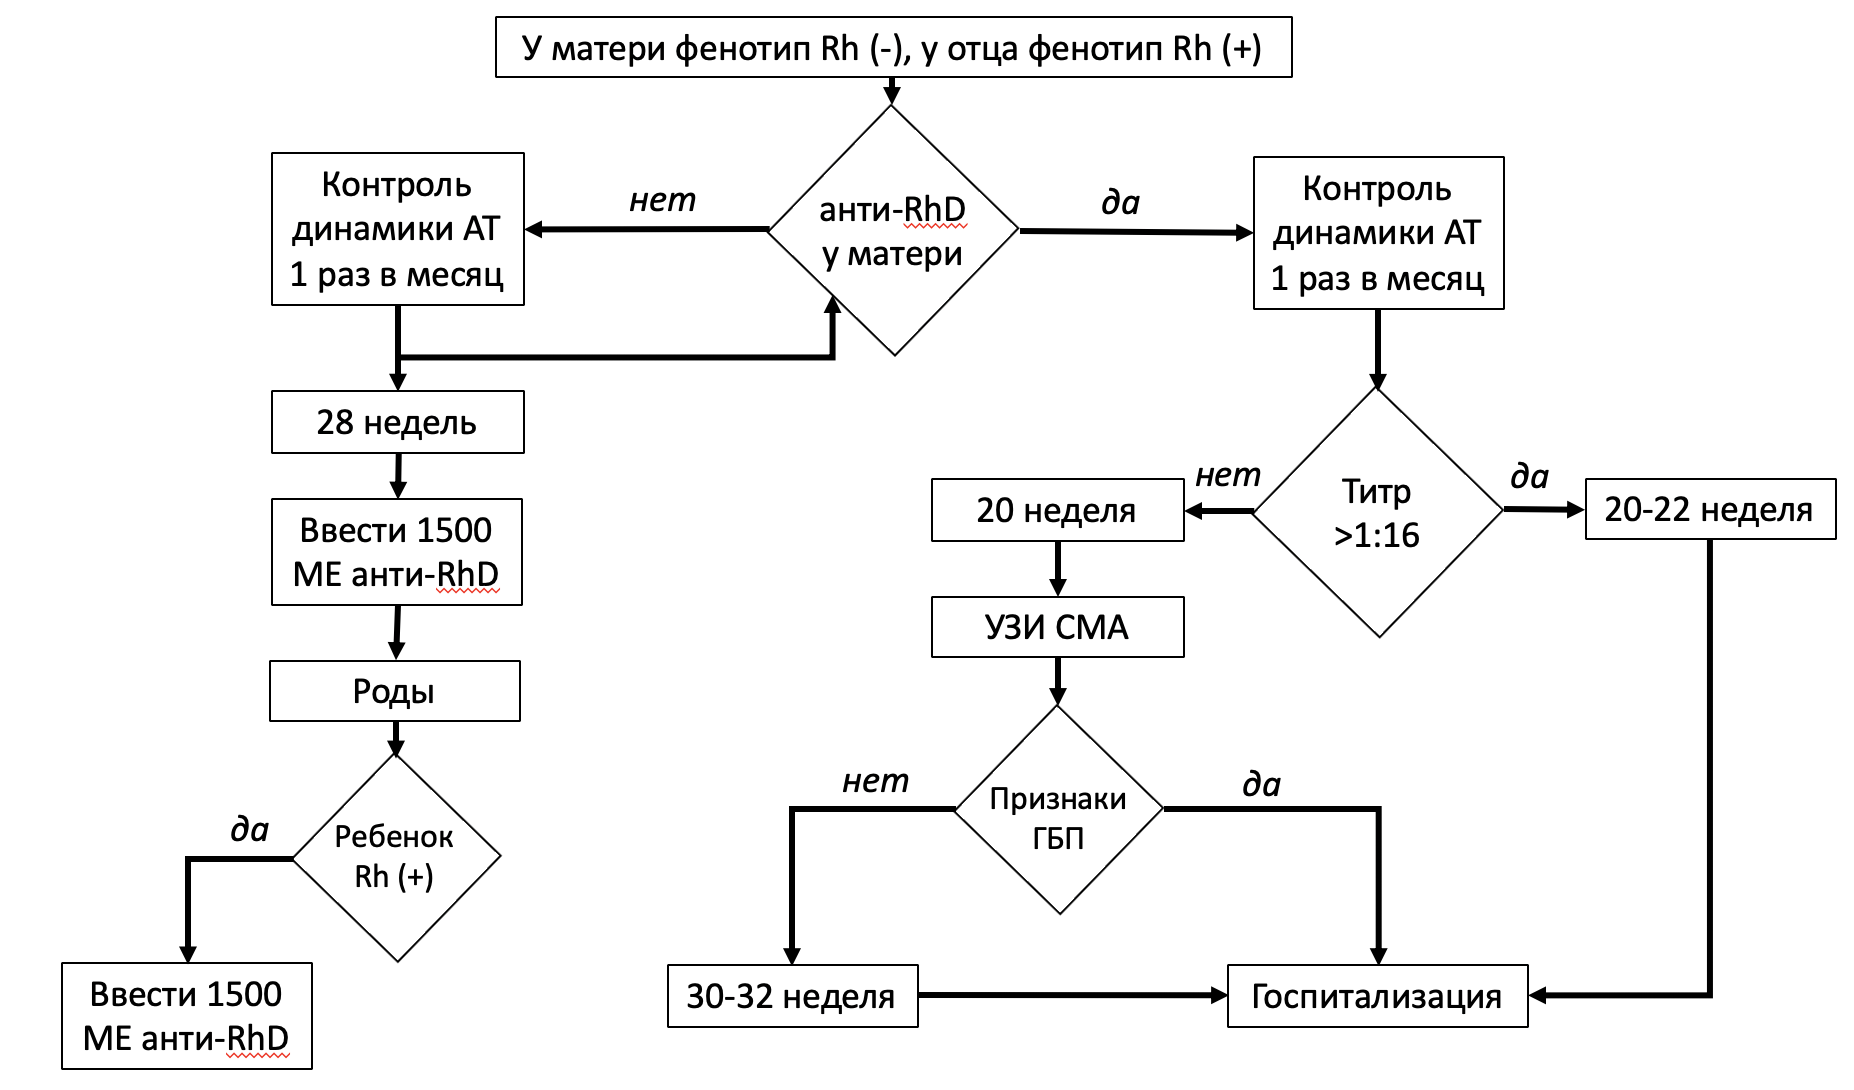 У матери фенотип Rh (-), у отца фенотип Rh (+)
анти-RhD
у матери
нет
да
Контроль
динамики АТ
1 раз в месяц
Контроль
динамики АТ
1 раз в месяц
28 недель
Ввести 1500
МЕ анти-RhD
Роды
Ребенок
Rh (+)
да
Ввести 1500
МЕ анти-RhD
Титр
>1:16
нет
да
20 неделя
20-22 неделя
УЗИ СМА
Признаки
ГБП
нет
да
30-32 неделя
Госпитализация